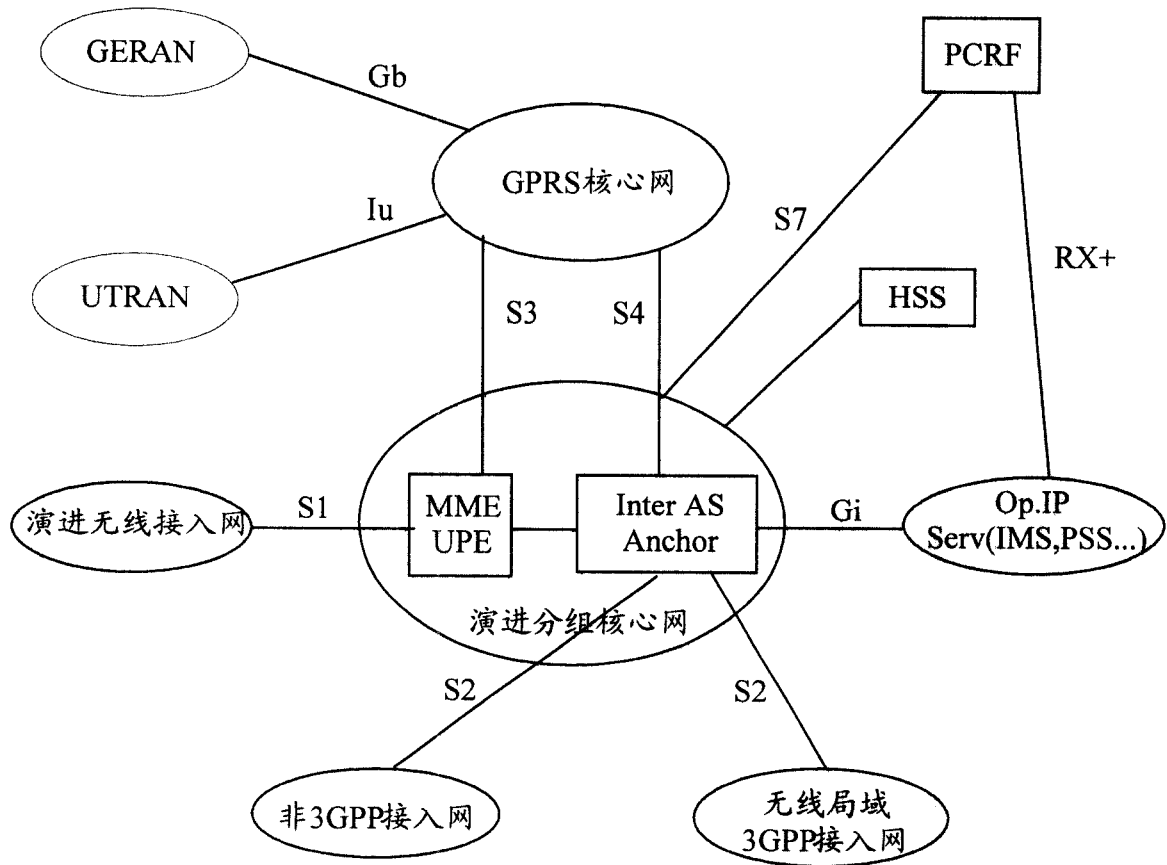 GERAN
Gb
PCRF
GPRS核心网
Iu
S7
UTRAN
S3
S4
HSS
RX+
演进无线接入网
S1
MME
UPE
Inter AS
Anchor
Gi
Op.IP
Serv(IMS,PSS...)
演进分组核心网
S2
S2
非3GPP接入网
无线局域
3GPP接入网